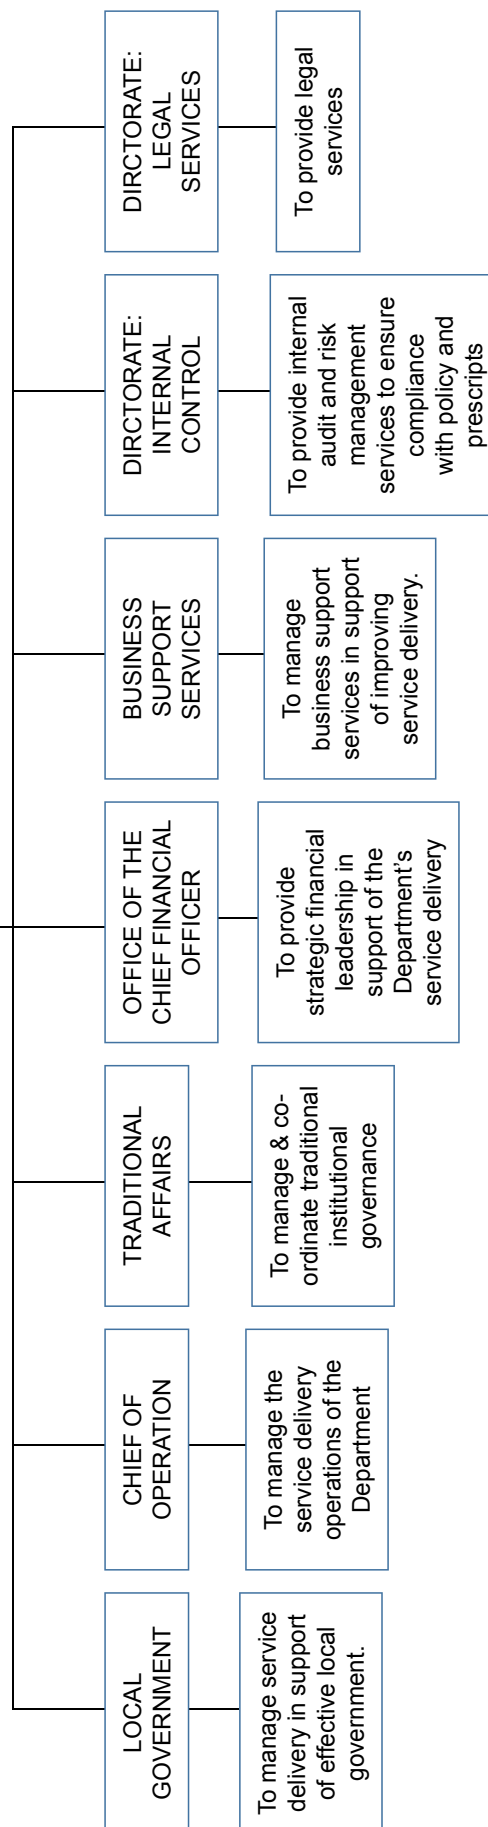 LOCAL
GOVERNMENT
To manage service
delivery in support
of effective local
government.
CHIEF OF
OPERATION
To manage the
service delivery
operations of the
Department
TRADITIONAL
AFFAIRS
To manage & co-
ordinate traditional
institutional
governance
OFFICE OF THE
CHIEF FINANCIAL
OFFICER
To provide
strategic financial
leadership in
support of the
Department’s
service delivery
BUSINESS
SUPPORT
SERVICES
To manage
business support
services in support
of improving
service delivery.
DIRCTORATE:
INTERNAL
CONTROL
To provide internal
audit and risk
management
services to ensure
compliance
with policy and
prescripts
DIRCTORATE:
LEGAL
SERVICES
To provide legal
services